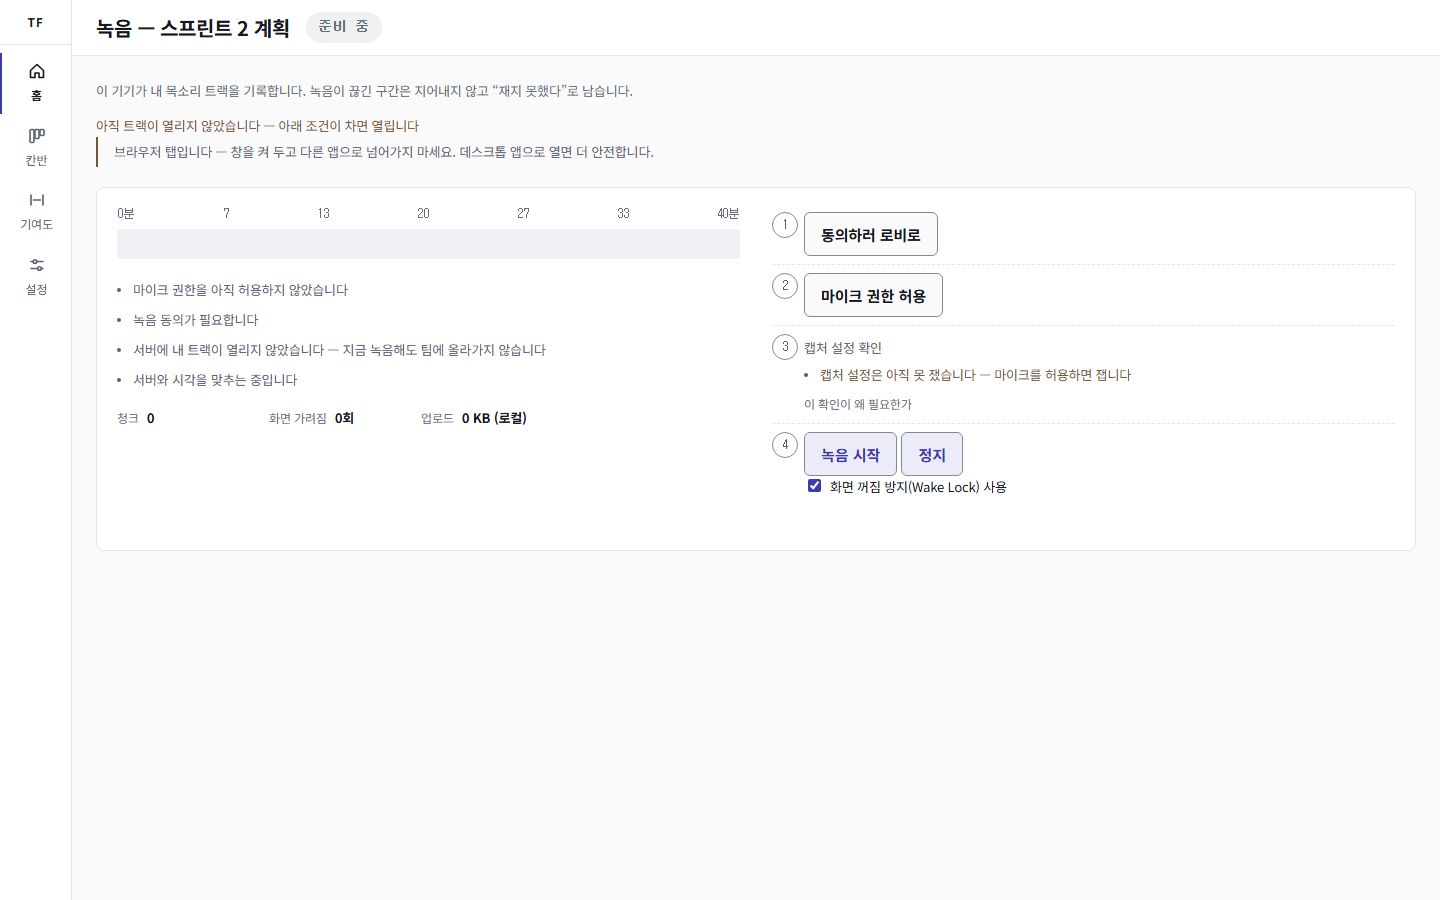 TF
홈
칸반
기여도
설정
녹음 — 스프린트 2 계획
준비 중
이 기기가 내 목소리 트랙을 기록합니다. 녹음이 끊긴 구간은 지어내지 않고 “재지 못했다”로 남습니다.
아직 트랙이 열리지 않았습니다 — 아래 조건이 차면 열립니다
브라우저 탭입니다 — 창을 켜 두고 다른 앱으로 넘어가지 마세요. 데스크톱 앱으로 열면 더 안전합니다.
0분 7 13 20 27 33 40분
• 마이크 권한을 아직 허용하지 않았습니다
• 녹음 동의가 필요합니다
• 서버에 내 트랙이 열리지 않았습니다 — 지금 녹음해도 팀에 올라가지 않습니다
• 서버와 시각을 맞추는 중입니다
청크 0 화면 가려짐 0회 업로드 0 KB (로컬)
1 동의하러 로비로
2 마이크 권한 허용
3 캡처 설정 확인
• 캡처 설정은 아직 못 쟀습니다 — 마이크를 허용하면 잽니다
이 확인이 왜 필요한가
4 녹음 시작 정지
화면 꺼짐 방지(Wake Lock) 사용